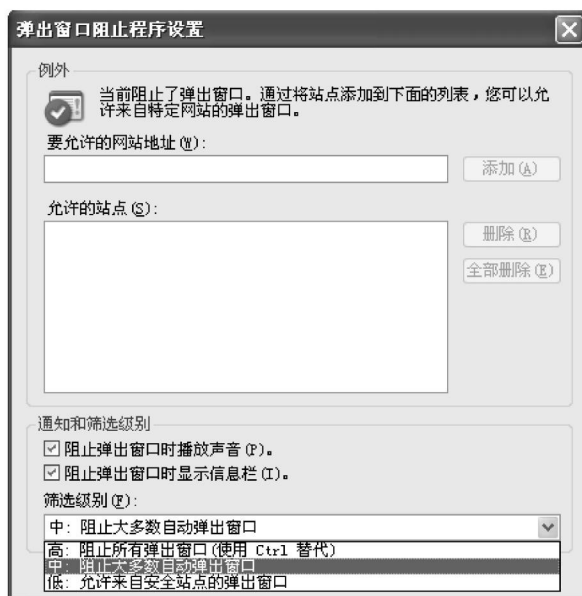 弹出窗口阻止程序设置
例外
当前阻止了弹出窗口。通过将站点添加到下面的列表,您可以允
许来自特定网站的弹出窗口。
要允许的网站地址(W):
添加(A)
允许的站点(S):
删除(R)
全部删除(E)
通知和筛选级别
阻止弹出窗口时播放声音(P)。
阻止弹出窗口时显示信息栏(I)。
筛选级别(F):
中: 阻止大多数自动弹出窗口
高: 阻止所有弹出窗口(使用 Ctrl 替代)
中: 阻止大多数自动弹出窗口
低: 允许来自安全站点的弹出窗口